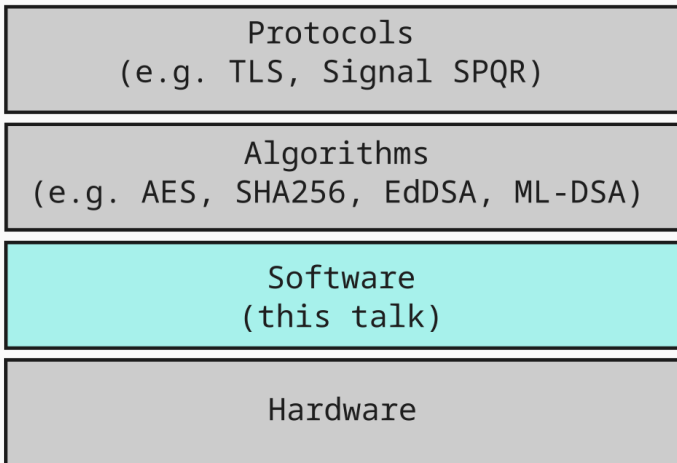 Protocols
(e.g. TLS, Signal SPQR)
Algorithms
(e.g. AES, SHA256, EdDSA, ML-DSA)
Software
(this talk)
Hardware